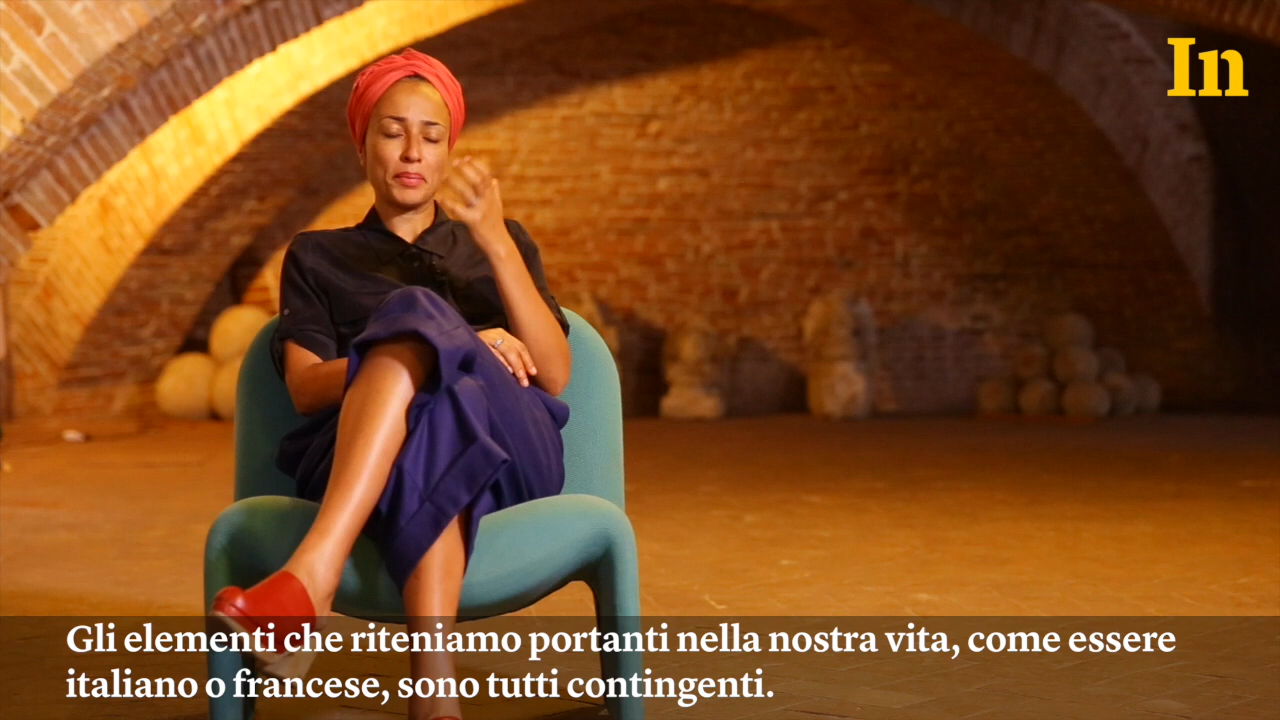 In
Gli elementi che riteniamo portanti nella nostra vita, come essere
italiano o francese, sono tutti contingenti.